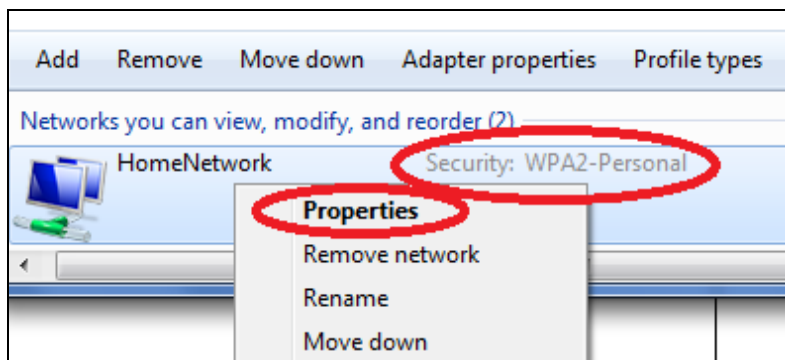 Add Remove Move down Adapter properties Profile types
Networks you can view, modify, and reorder (2)
HomeNetwork Security: WPA2-Personal
Properties
Remove network
Rename
Move down